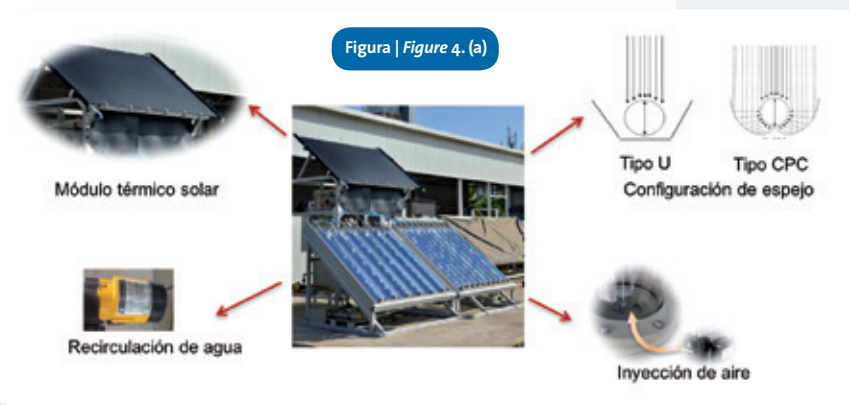 Figura | Figure 4. (a)
Módulo térmico solar
Tipo U
Tipo CPC
Configuración de espejo
Recirculación de agua
Inyección de aire